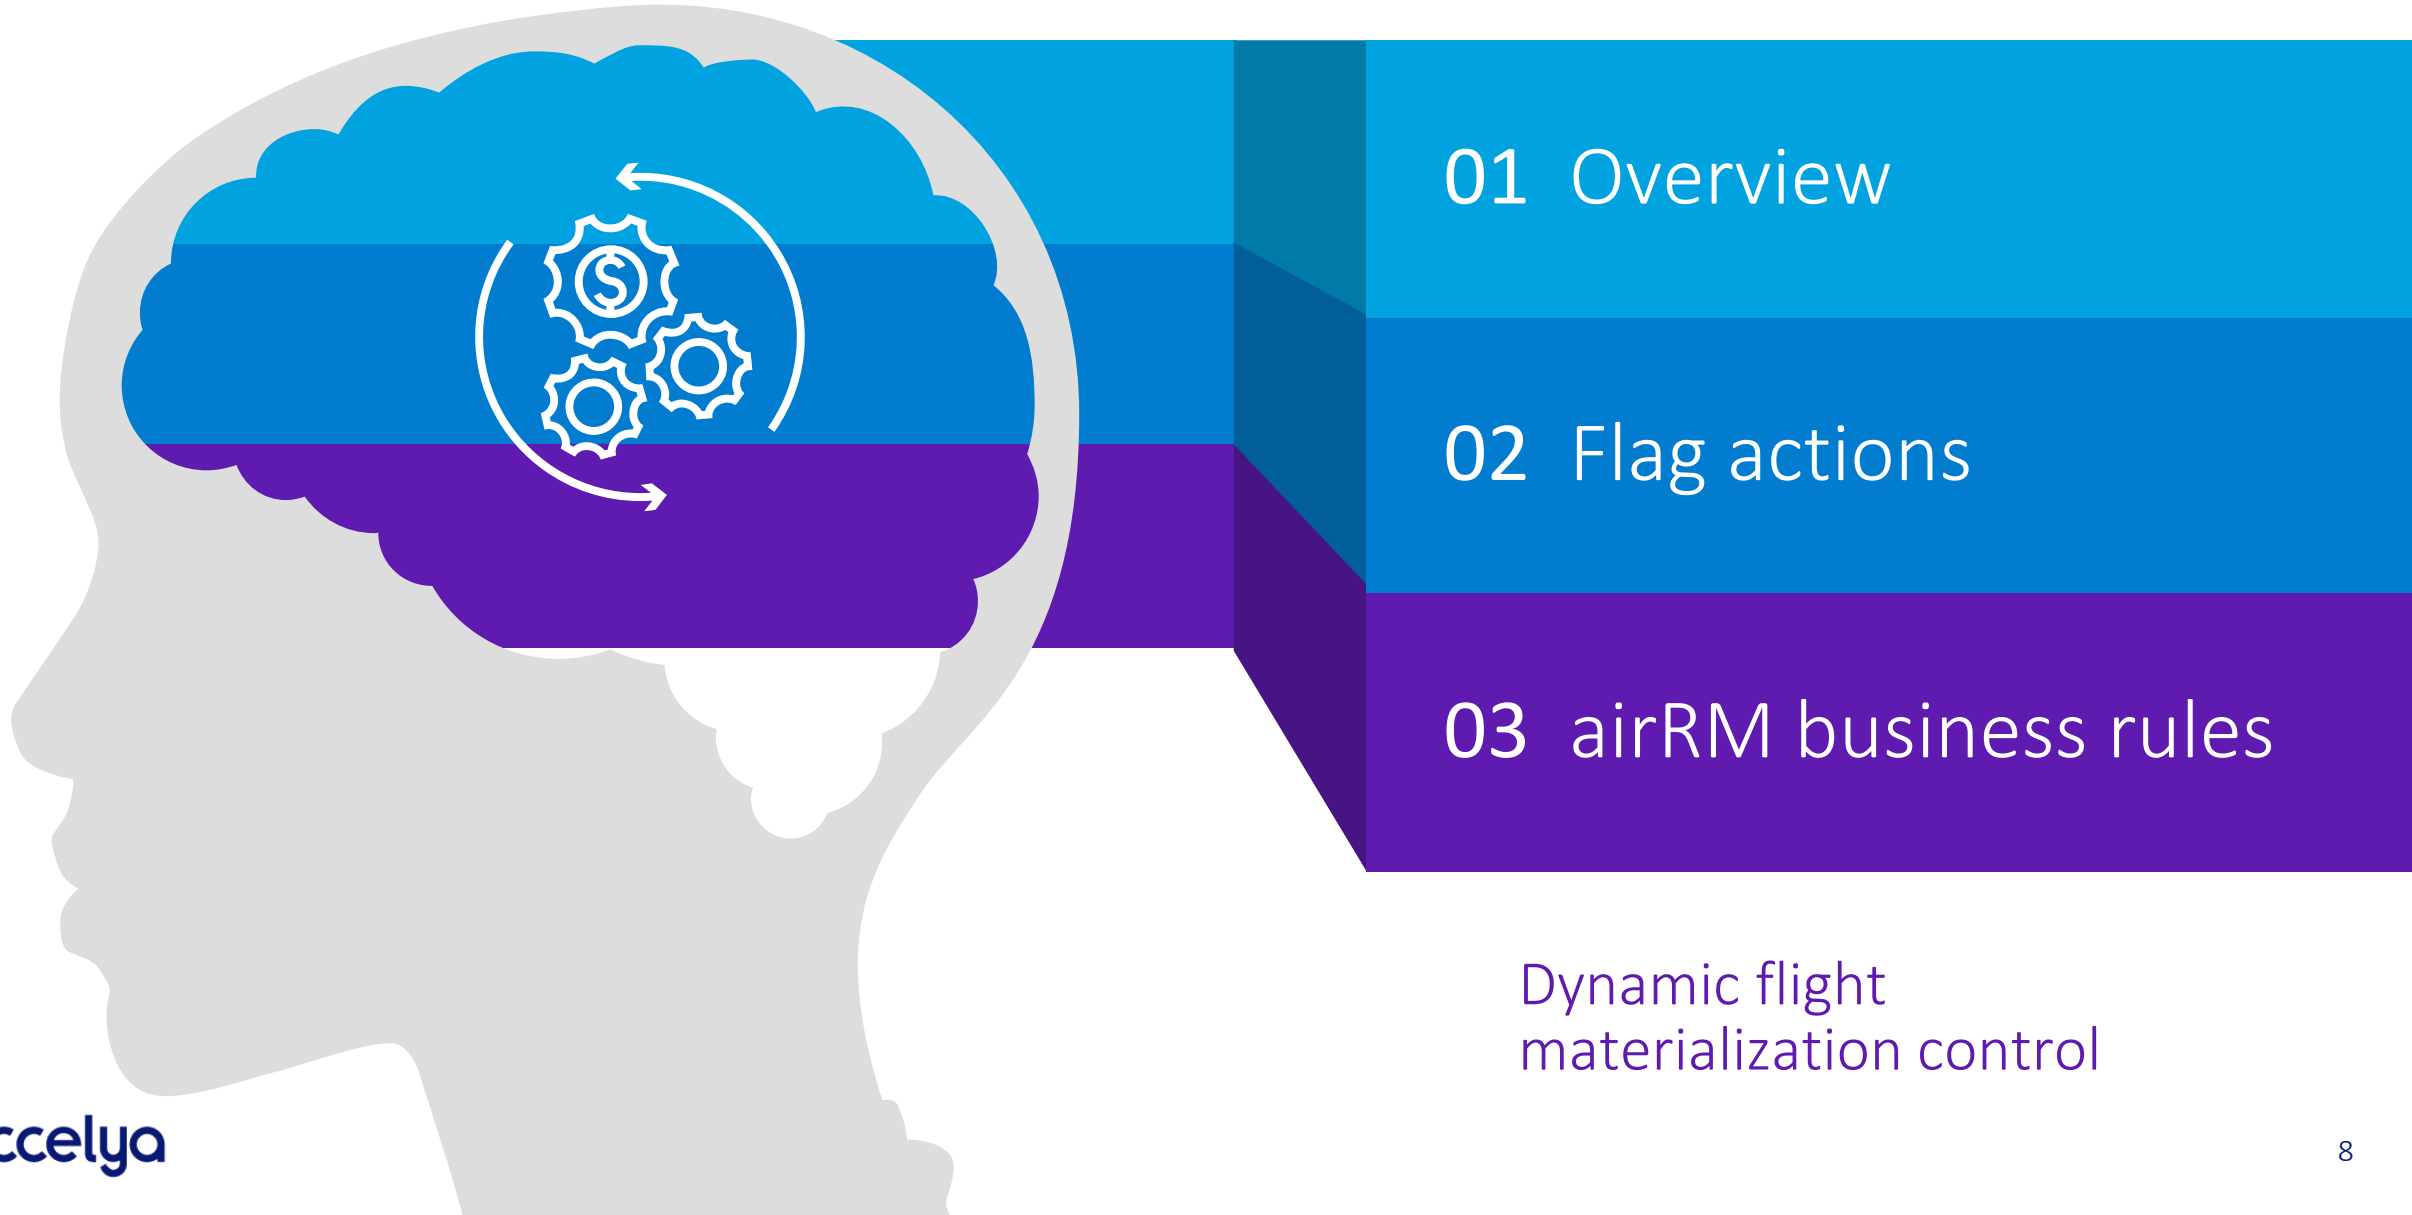 01 Overview
02 Flag actions
03 airRM business rules
Dynamic flight
materialization control
ccelya
8